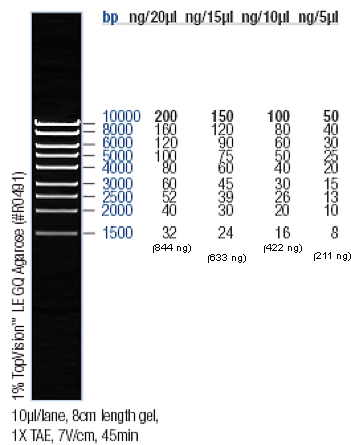 bp ng/20µl ng/15µl ng/10µl ng/5µl
10000 200 150 100 50
8000 160 120 80 40
6000 120 90 60 30
5000 100 75 50 25
4000 80 60 40 20
3000 60 45 30 15
2500 52 39 26 13
2000 40 30 20 10
1500 32 24 16 8
(844 ng) (633 ng) (422 ng) (211 ng)
1% TopVision™ LE GQ Agarose (#R0491)
10µl/lane, 8cm length gel,
1X TAE, 7V/cm, 45min